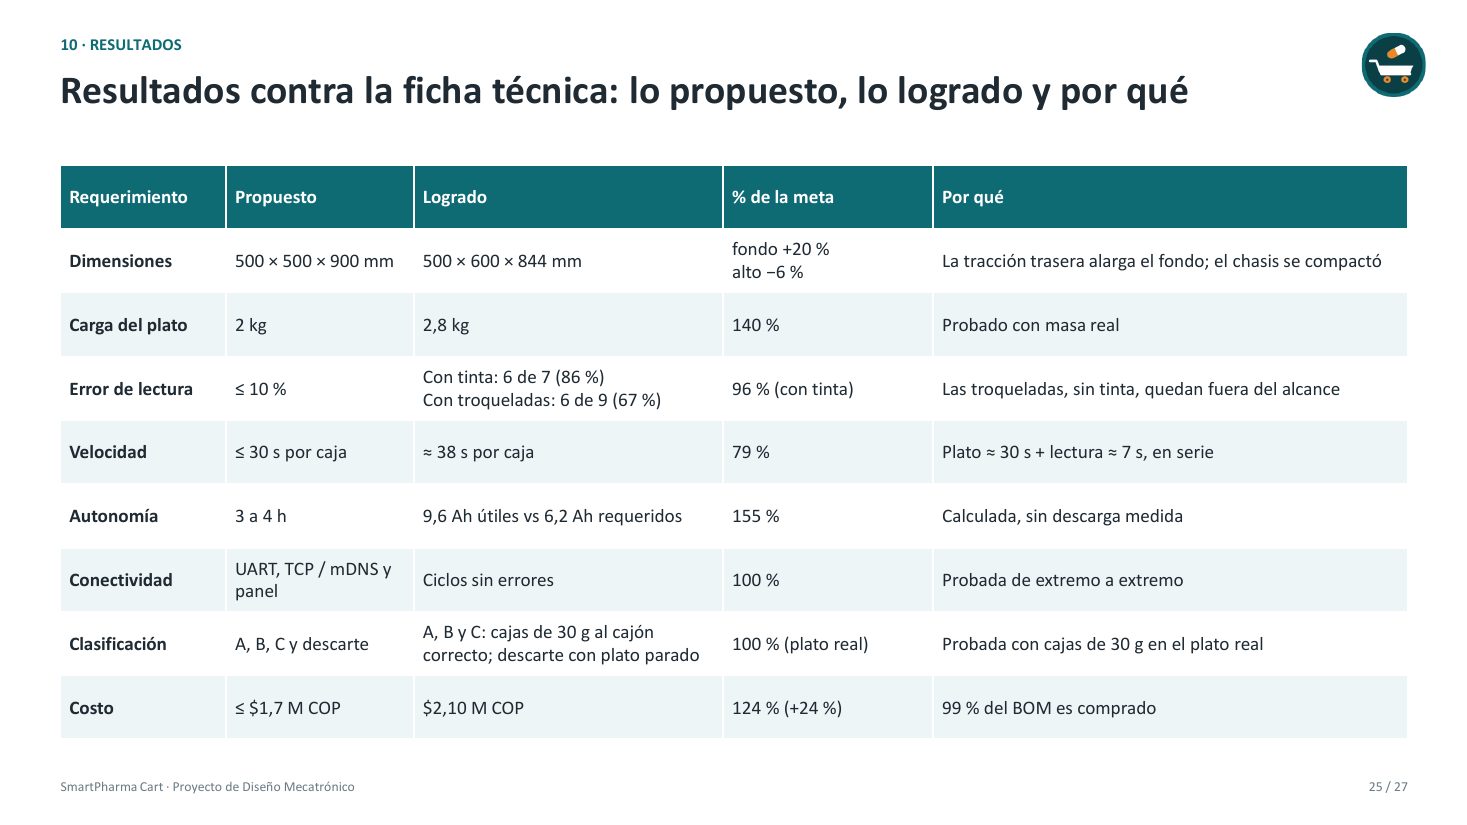 10 · RESULTADOS
Resultados contra la ficha técnica: lo propuesto, lo logrado y por qué
Requerimiento Propuesto Logrado % de la meta Por qué
Dimensiones 500 × 500 × 900 mm 500 × 600 × 844 mm fondo +20 %
alto −6 % La tracción trasera alarga el fondo; el chasis se compactó
Carga del plato 2 kg 2,8 kg 140 % Probado con masa real
Error de lectura ≤ 10 % Con tinta: 6 de 7 (86 %)
Con troqueladas: 6 de 9 (67 %) 96 % (con tinta) Las troqueladas, sin tinta, quedan fuera del alcance
Velocidad ≤ 30 s por caja ≈ 38 s por caja 79 % Plato ≈ 30 s + lectura ≈ 7 s, en serie
Autonomía 3 a 4 h 9,6 Ah útiles vs 6,2 Ah requeridos 155 % Calculada, sin descarga medida
Conectividad UART, TCP / mDNS y
panel Ciclos sin errores 100 % Probada de extremo a extremo
Clasificación A, B, C y descarte A, B y C: cajas de 30 g al cajón
correcto; descarte con plato parado 100 % (plato real) Probada con cajas de 30 g en el plato real
Costo ≤ $1,7 M COP $2,10 M COP 124 % (+24 %) 99 % del BOM es comprado
SmartPharma Cart · Proyecto de Diseño Mecatrónico 25 / 27